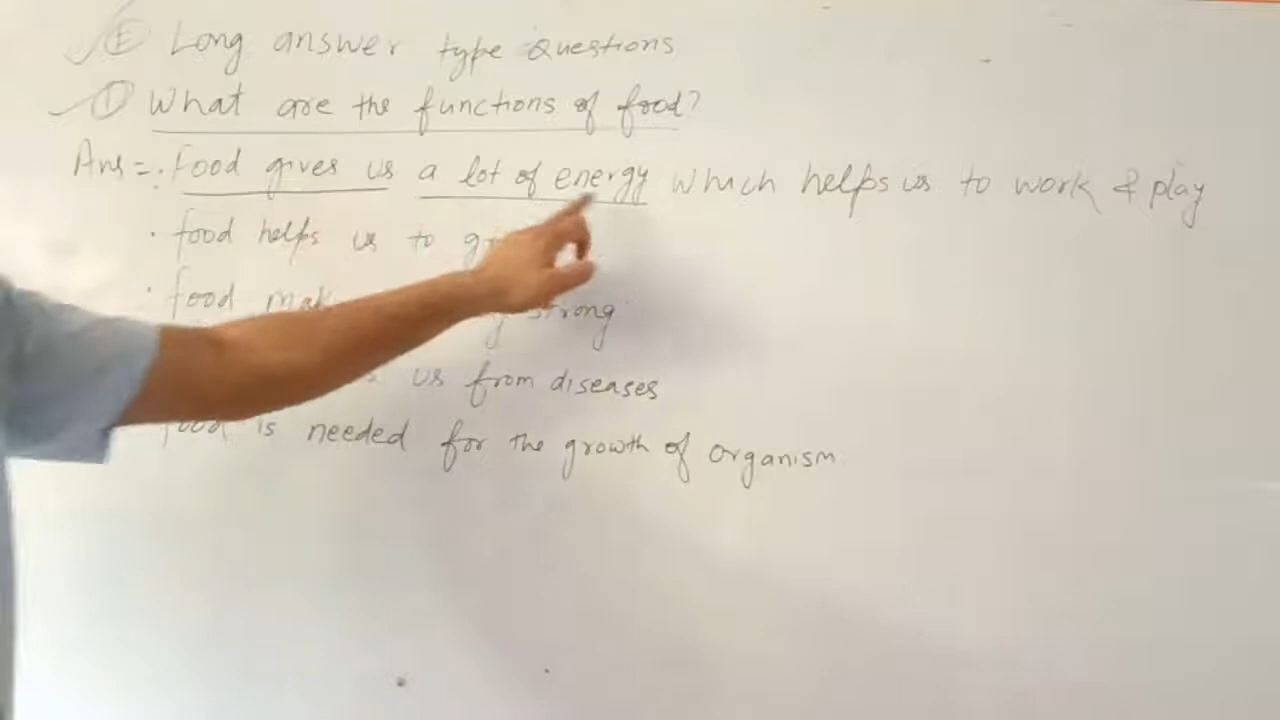 Ⓔ Long answer type Questions
① What are the functions of food?
Ans = . food gives us a lot of energy which helps us to work & play
. food helps us to
. food strong
us from diseases
food is needed for the growth of organism.